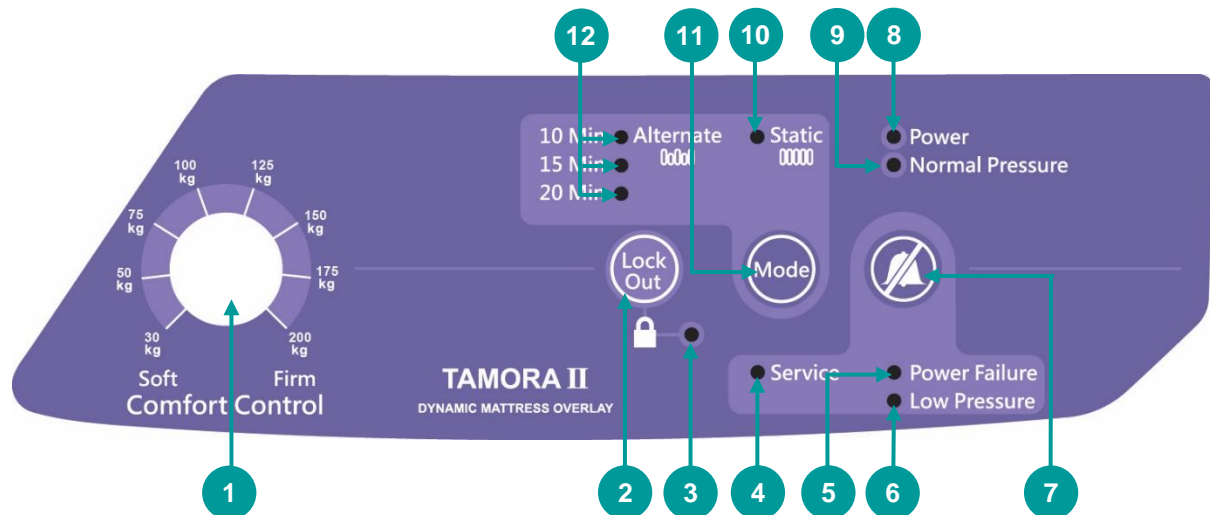 12
11
10
9
8
10 Min
Alternate
Static
Power
15 Min
Normal Pressure
20 Min
100
kg
125
kg
75
kg
150
kg
50
kg
175
kg
30
kg
200
kg
Soft
Firm
Comfort Control
Lock
Out
Mode
TAMORA II
DYNAMIC MATTRESS OVERLAY
Service
Power Failure
Low Pressure
1
2
3
4
5
6
7